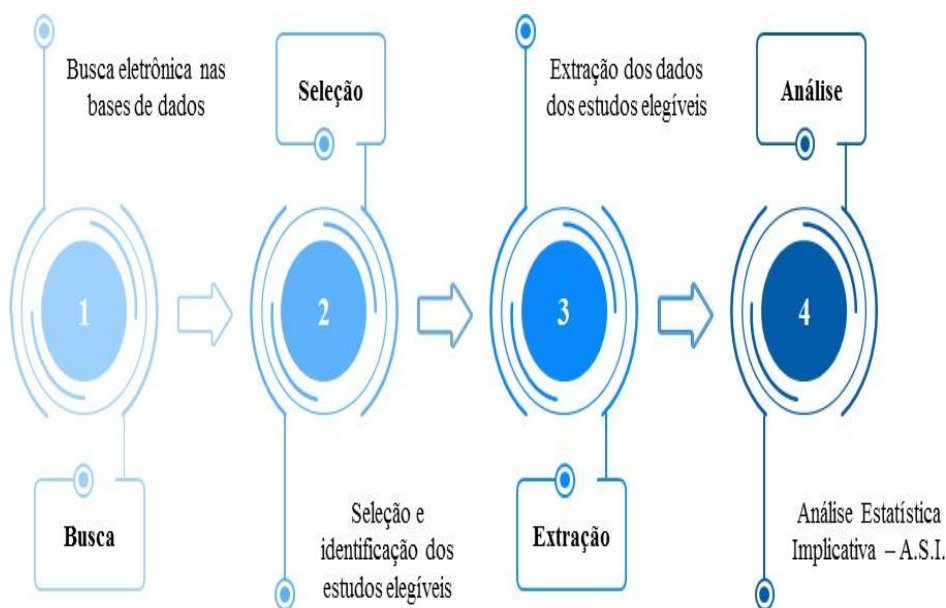 Busca eletrônica nas
bases de dados
1
Busca
Seleção
2
Seleção e
identificação dos
estudos elegíveis
Extração dos dados
dos estudos elegíveis
3
Extração
Análise
4
Análise Estatística
Implicativa – A.S.I.